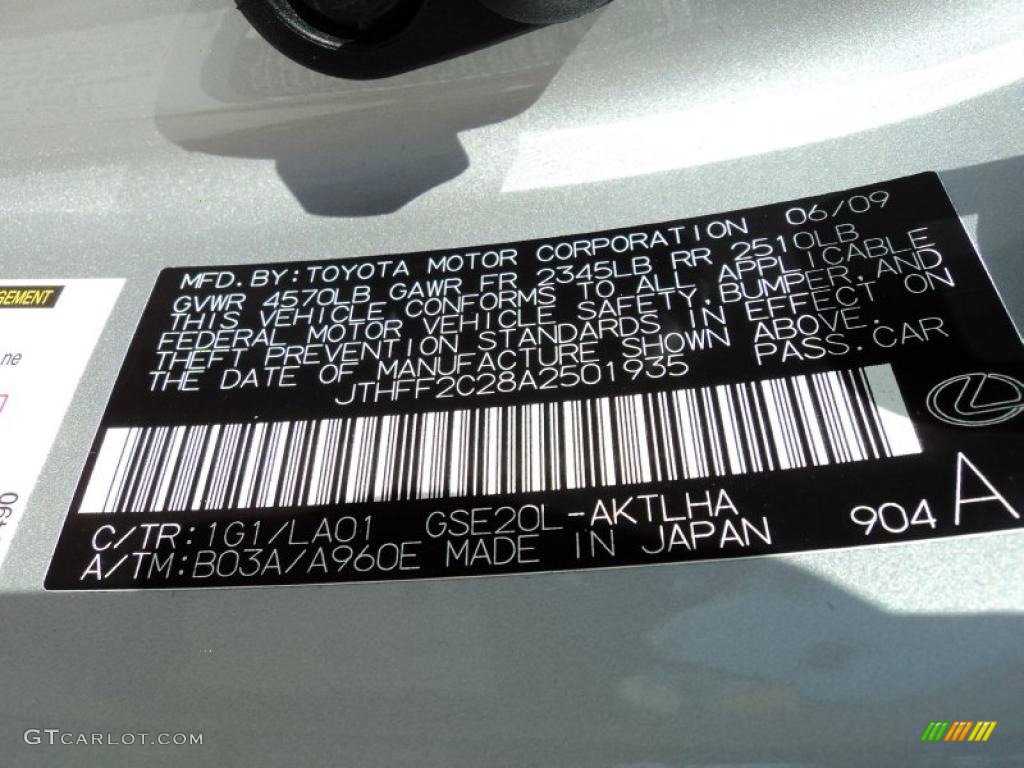 MFD. BY: TOYOTA MOTOR CORPORATION 06/09
GVWR 4570LB GAWR FR 2345LB RR 2510LB
THIS VEHICLE CONFORMS TO ALL APPLICABLE
FEDERAL MOTOR VEHICLE SAFETY, BUMPER, AND
THEFT PREVENTION STANDARDS IN EFFECT ON
THE DATE OF MANUFACTURE SHOWN ABOVE.
JTHFF2C28A2501935 PASS. CAR
C/TR: 1G1/LA01 GSE20L-AKTLHA
A/TM: B03A/A960E MADE IN JAPAN
904 A
GTCARLOT.COM